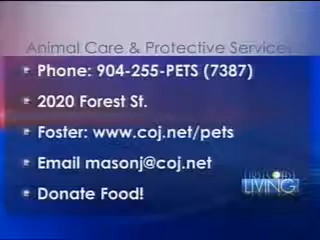 Animal Care & Protective Services
Phone: 904-255-PETS (7387)
2020 Forest St.
Foster: www.coj.net/pets
Email masonj@coj.net
Donate Food!
FIRST COAST
LIVING